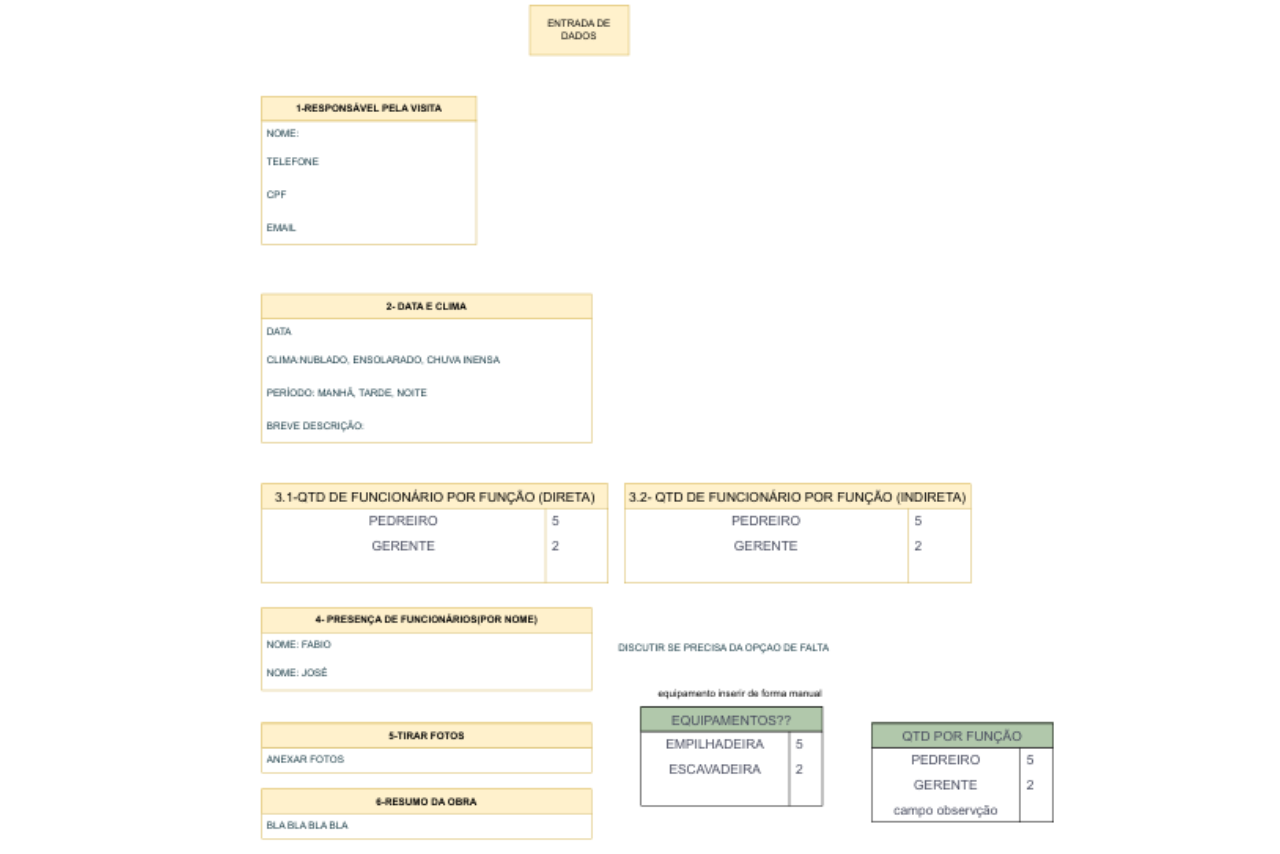 ENTRADA DE
DADOS
1-RESPONSÁVEL PELA VISITA
NOME:
TELEFONE
CPF
EMAIL
2- DATA E CLIMA
DATA
CLIMA:NUBLADO, ENSOLARADO, CHUVA INENSA
PERÍODO: MANHÃ, TARDE, NOITE
BREVE DESCRIÇÃO:
3.1-QTD DE FUNCIONÁRIO POR FUNÇÃO (DIRETA)
PEDREIRO 5
GERENTE 2
3.2- QTD DE FUNCIONÁRIO POR FUNÇÃO (INDIRETA)
PEDREIRO 5
GERENTE 2
4- PRESENÇA DE FUNCIONÁRIOS(POR NOME)
NOME: FABIO
NOME: JOSÉ
DISCUTIR SE PRECISA DA OPÇAO DE FALTA
5-TIRAR FOTOS
ANEXAR FOTOS
6-RESUMO DA OBRA
BLA BLA BLA BLA
equipamento inserir de forma manual
EQUIPAMENTOS??
EMPILHADEIRA 5
ESCAVADEIRA 2
QTD POR FUNÇÃO
PEDREIRO 5
GERENTE 2
campo observção